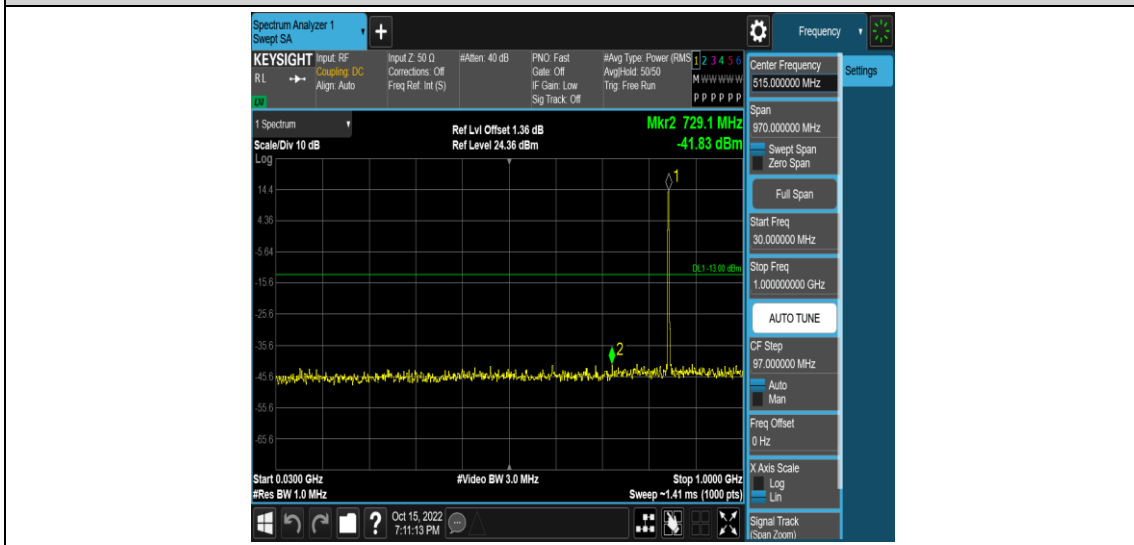 Spectrum Analyzer 1
Swept SA
+
Frequency
KEYSIGHT
RL
LXI
Input: RF
Coupling: DC
Align: Auto
Input Z: 50 Ω
Corrections: Off
Freq Ref: Int (S)
#Atten: 40 dB
PNO: Fast
Gate: Off
IF Gain: Low
Sig Track: Off
#Avg Type: Power (RMS
Avg|Hold: 50/50
Trig: Free Run
1 2 3 4 5 6
M W W W W W
P P P P P P
1 Spectrum
Scale/Div 10 dB
Log
Ref Lvl Offset 1.36 dB
Ref Level 24.36 dBm
Mkr2 729.1 MHz
-41.83 dBm
1
14.4
4.36
-5.64
DL1 -13.00 dBm
-15.6
-25.6
-35.6
2
-45.6
-55.6
-65.6
Start 0.0300 GHz
#Res BW 1.0 MHz
#Video BW 3.0 MHz
Stop 1.0000 GHz
Sweep ~1.41 ms (1000 pts)
?
Oct 15, 2022
7:11:13 PM
Center Frequency
515.000000 MHz
Settings
Span
970.000000 MHz
Swept Span
Zero Span
Full Span
Start Freq
30.000000 MHz
Stop Freq
1.000000000 GHz
AUTO TUNE
CF Step
97.000000 MHz
Auto
Man
Freq Offset
0 Hz
X Axis Scale
Log
Lin
Signal Track
(Span Zoom)